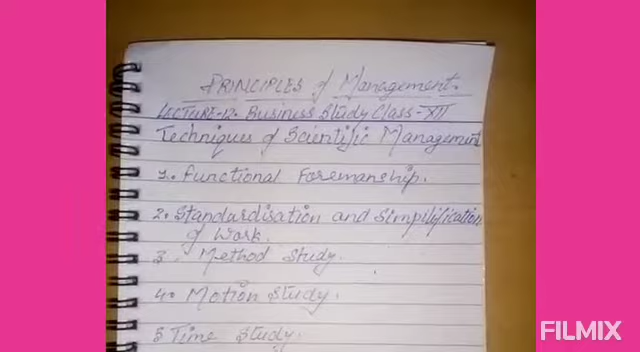 PRINCIPLES of Management.
LECTURE-12. Business Study Class-XII
Techniques of Scientific Management
1. Functional Foremanship.
2. Standardisation and Simplification
of Work.
3. Method Study.
4. Motion Study.
5 Time Study.
FILMIX